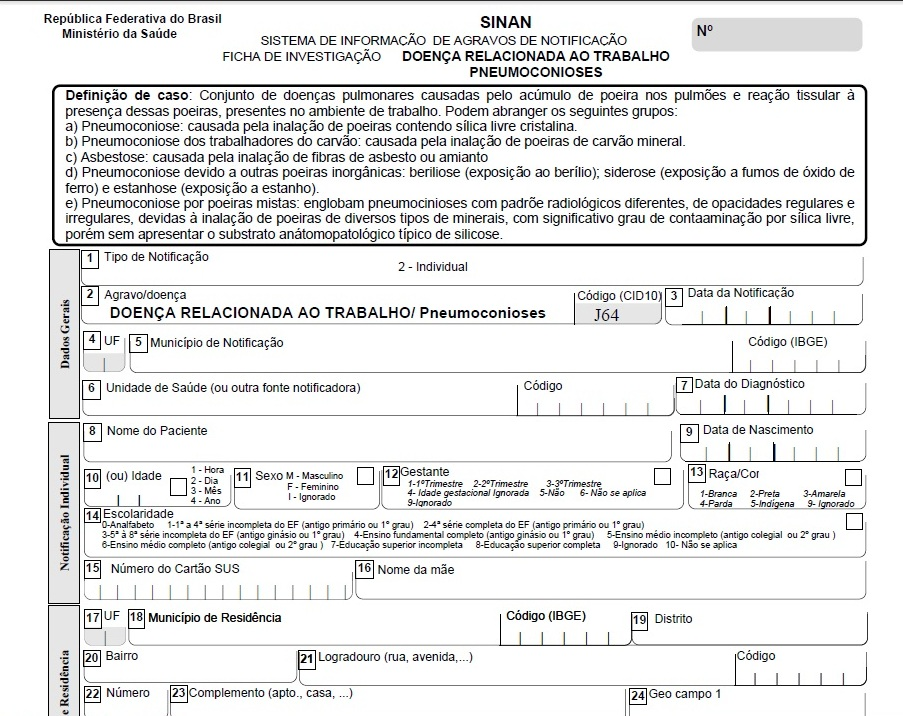 República Federativa do Brasil
Ministério da Saúde
SINAN
SISTEMA DE INFORMAÇÃO DE AGRAVOS DE NOTIFICAÇÃO
FICHA DE INVESTIGAÇÃO DOENÇA RELACIONADA AO TRABALHO
PNEUMOCONIOSES
Nº
Definição de caso: Conjunto de doenças pulmonares causadas pelo acúmulo de poeira nos pulmões e reação tissular à
presença dessas poeiras, presentes no ambiente de trabalho. Podem abranger os seguintes grupos:
a) Pneumoconiose: causada pela inalação de poeiras contendo sílica livre cristalina.
b) Pneumoconiose dos trabalhadores do carvão: causada pela inalação de poeiras de carvão mineral.
c) Asbestose: causada pela inalação de fibras de asbesto ou amianto
d) Pneumoconiose devido a outras poeiras inorgânicas: beriliose (exposição ao berílio); siderose (exposição a fumos de óxido de
ferro) e estanhose (exposição a estanho).
e) Pneumoconiose por poeiras mistas: englobam pneumocinioses com padrõe radiológicos diferentes, de opacidades regulares e
irregulares, devidas à inalação de poeiras de diversos tipos de minerais, com significativo grau de contaaminação por sílica livre,
porém sem apresentar o substrato anátomopatológico típico de silicose.
Dados Gerais
1 Tipo de Notificação
2 - Individual
2 Agravo/doença
DOENÇA RELACIONADA AO TRABALHO/ Pneumoconioses
Código (CID10)
J64
3 Data da Notificação
4 UF
5 Município de Notificação
Código (IBGE)
6 Unidade de Saúde (ou outra fonte notificadora)
Código
7 Data do Diagnóstico
Notificação Individual
8 Nome do Paciente
9 Data de Nascimento
10 (ou) Idade
1 - Hora
2 - Dia
3 - Mês
4 - Ano
11 Sexo M - Masculino
F - Feminino
I - Ignorado
12 Gestante
1-1ºTrimestre 2-2ºTrimestre 3-3ºTrimestre
4- Idade gestacional Ignorada 5-Não 6- Não se aplica
9-Ignorado
13 Raça/Cor
1-Branca 2-Preta 3-Amarela
4-Parda 5-Indígena 9- Ignorado
14 Escolaridade
0-Analfabeto 1-1ª a 4ª série incompleta do EF (antigo primário ou 1º grau) 2-4ª série completa do EF (antigo primário ou 1º grau)
3-5ª à 8ª série incompleta do EF (antigo ginásio ou 1º grau) 4-Ensino fundamental completo (antigo ginásio ou 1º grau) 5-Ensino médio incompleto (antigo colegial ou 2º grau )
6-Ensino médio completo (antigo colegial ou 2º grau ) 7-Educação superior incompleta 8-Educação superior completa 9-Ignorado 10- Não se aplica
15 Número do Cartão SUS
16 Nome da mãe
e Residência
17 UF
18 Município de Residência
Código (IBGE)
19 Distrito
20 Bairro
21 Logradouro (rua, avenida,...)
Código
22 Número
23 Complemento (apto., casa, ...)
24 Geo campo 1